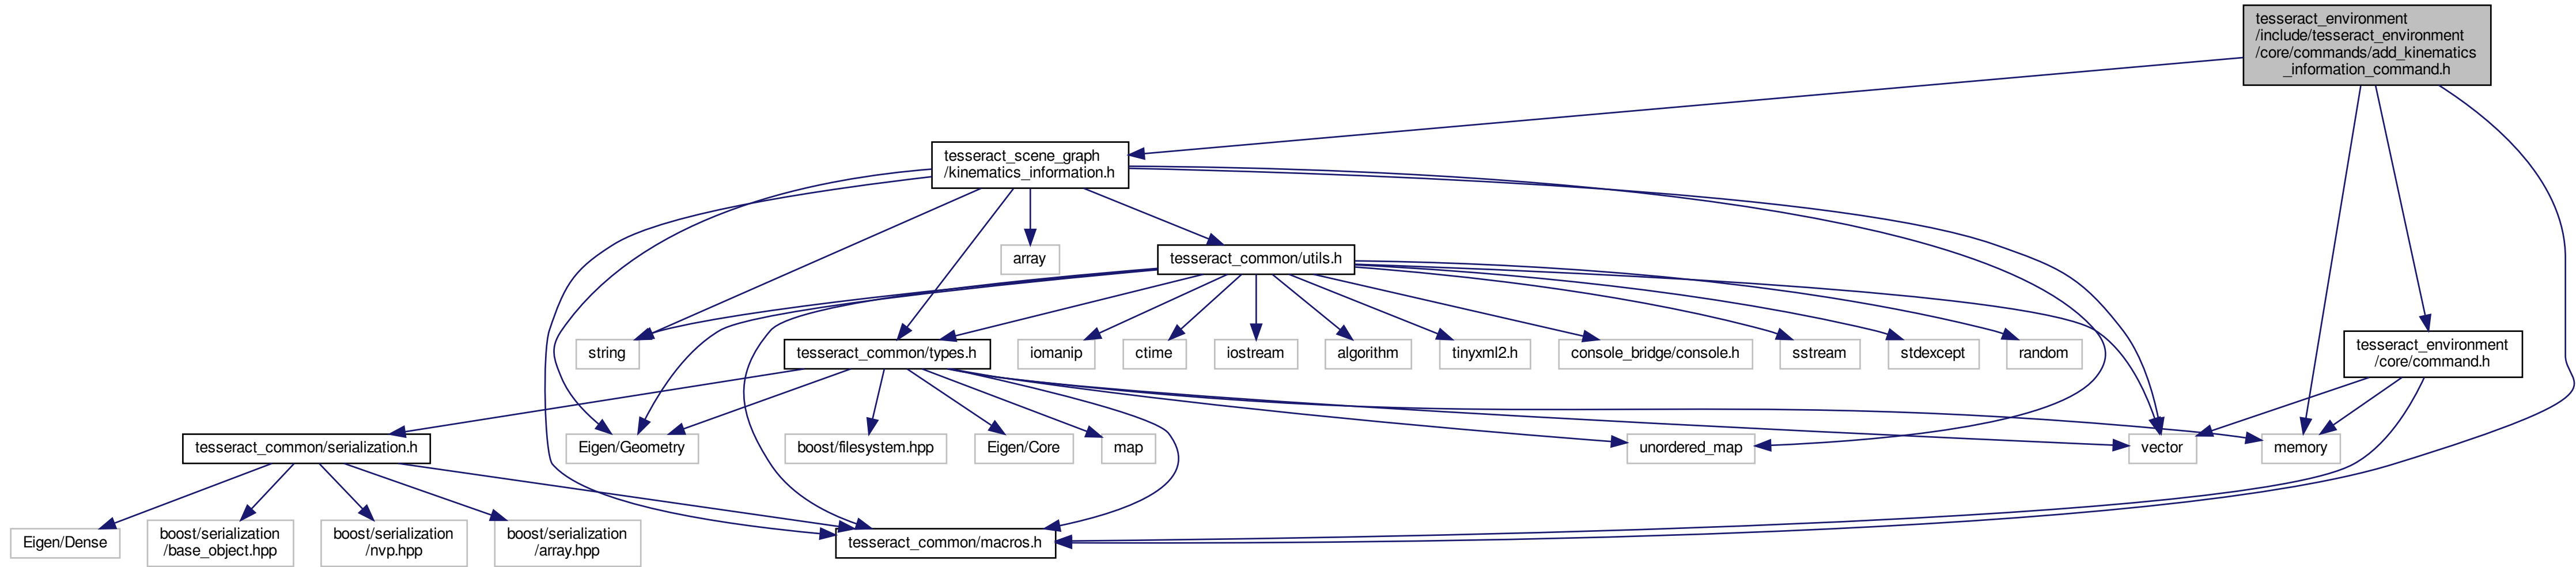 tesseract_environment
/include/tesseract_environment
/core/commands/add_kinematics
_information_command.h
tesseract_scene_graph
/kinematics_information.h
array
tesseract_common/utils.h
string
tesseract_common/types.h
iomanip
ctime
iostream
algorithm
tinyxml2.h
console_bridge/console.h
sstream
stdexcept
random
tesseract_environment
/core/command.h
tesseract_common/serialization.h
Eigen/Geometry
boost/filesystem.hpp
Eigen/Core
map
unordered_map
vector
memory
Eigen/Dense
boost/serialization
/base_object.hpp
boost/serialization
/nvp.hpp
boost/serialization
/array.hpp
tesseract_common/macros.h